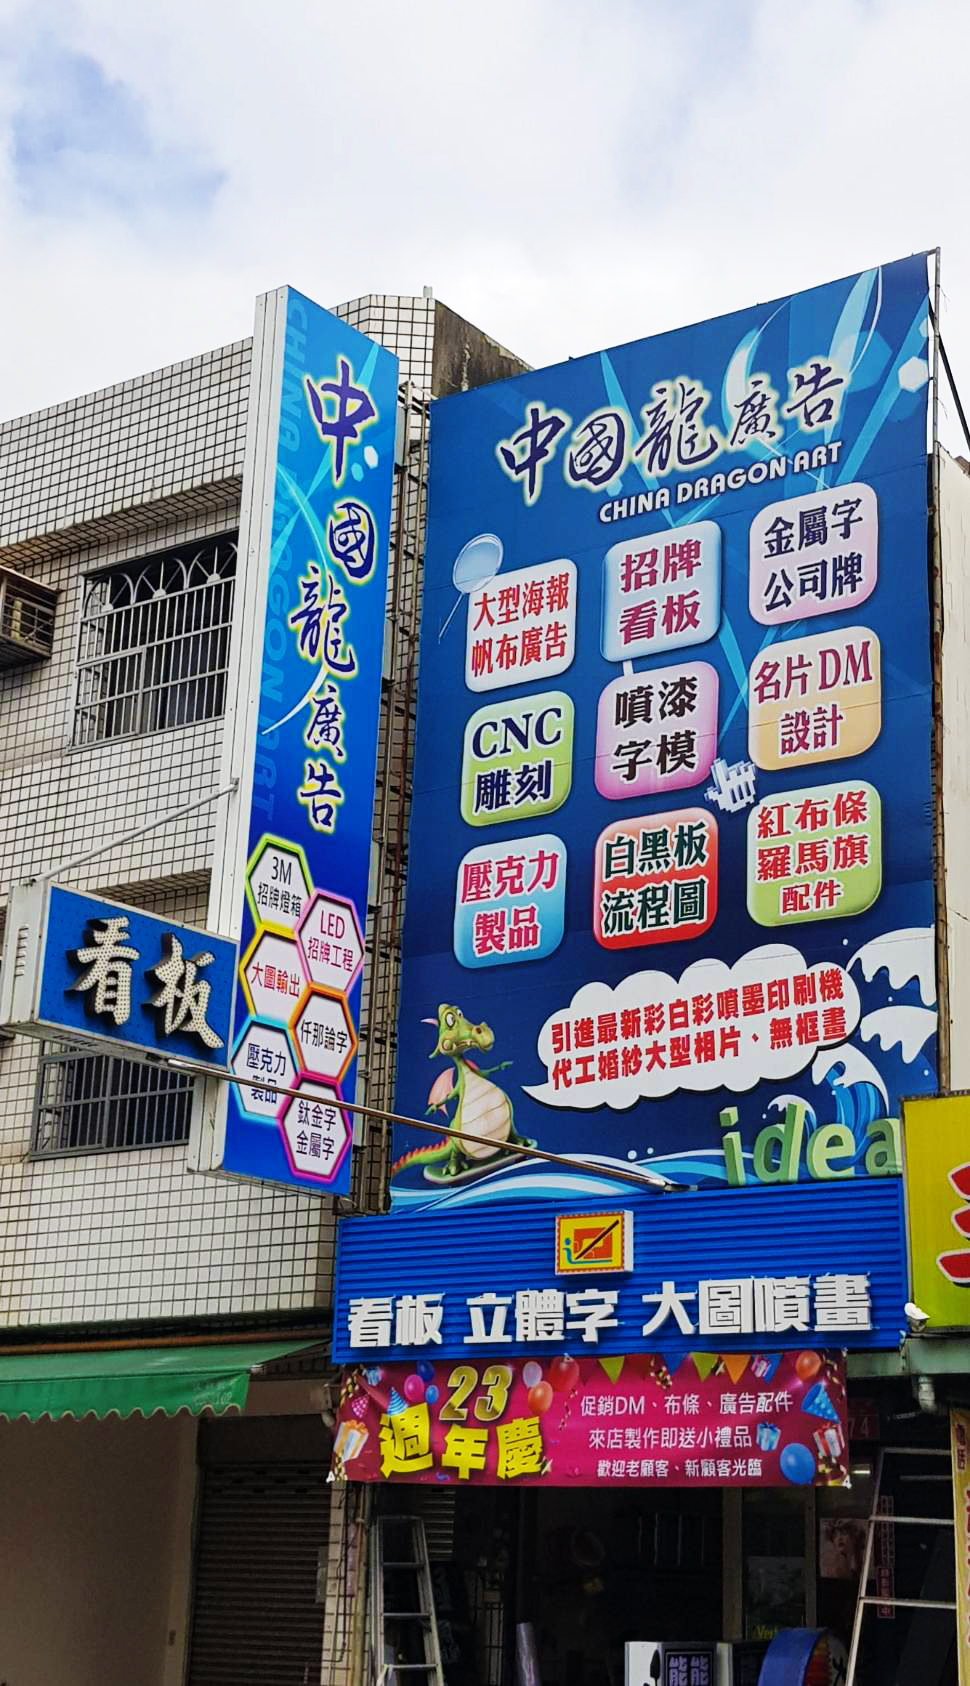 中國龍廣告
CHINA DRAGON ART
中國龍廣告
CHINA DRAGON ART
大型海報
帆布廣告
招牌
看板
金屬字
公司牌
CNC
雕刻
噴漆
字模
名片DM
設計
壓克力
製品
白黑板
流程圖
紅布條
羅馬旗
配件
引進最新彩白彩噴墨印刷機
代工婚紗大型相片、無框畫
idea
3M
招牌燈箱
LED
招牌工程
大圖輸出
仟那論字
壓克力
製品
鈦金字
金屬字
看板
看板 立體字 大圖噴畫
23
週年慶
促銷DM、布條、廣告配件
來店製作即送小禮品
歡迎老顧客、新顧客光臨
74